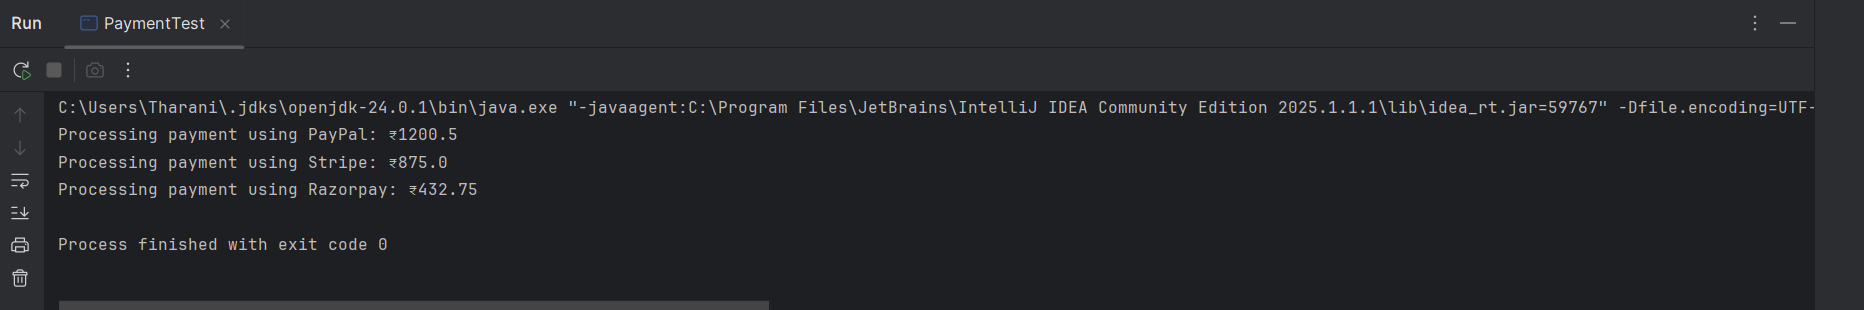 Run PaymentTest
C:\Users\Tharani\.jdks\openjdk-24.0.1\bin\java.exe "-javaagent:C:\Program Files\JetBrains\IntelliJ IDEA Community Edition 2025.1.1.1\lib\idea_rt.jar=59767" -Dfile.encoding=UTF-
Processing payment using PayPal: ₹1200.5
Processing payment using Stripe: ₹875.0
Processing payment using Razorpay: ₹432.75
Process finished with exit code 0